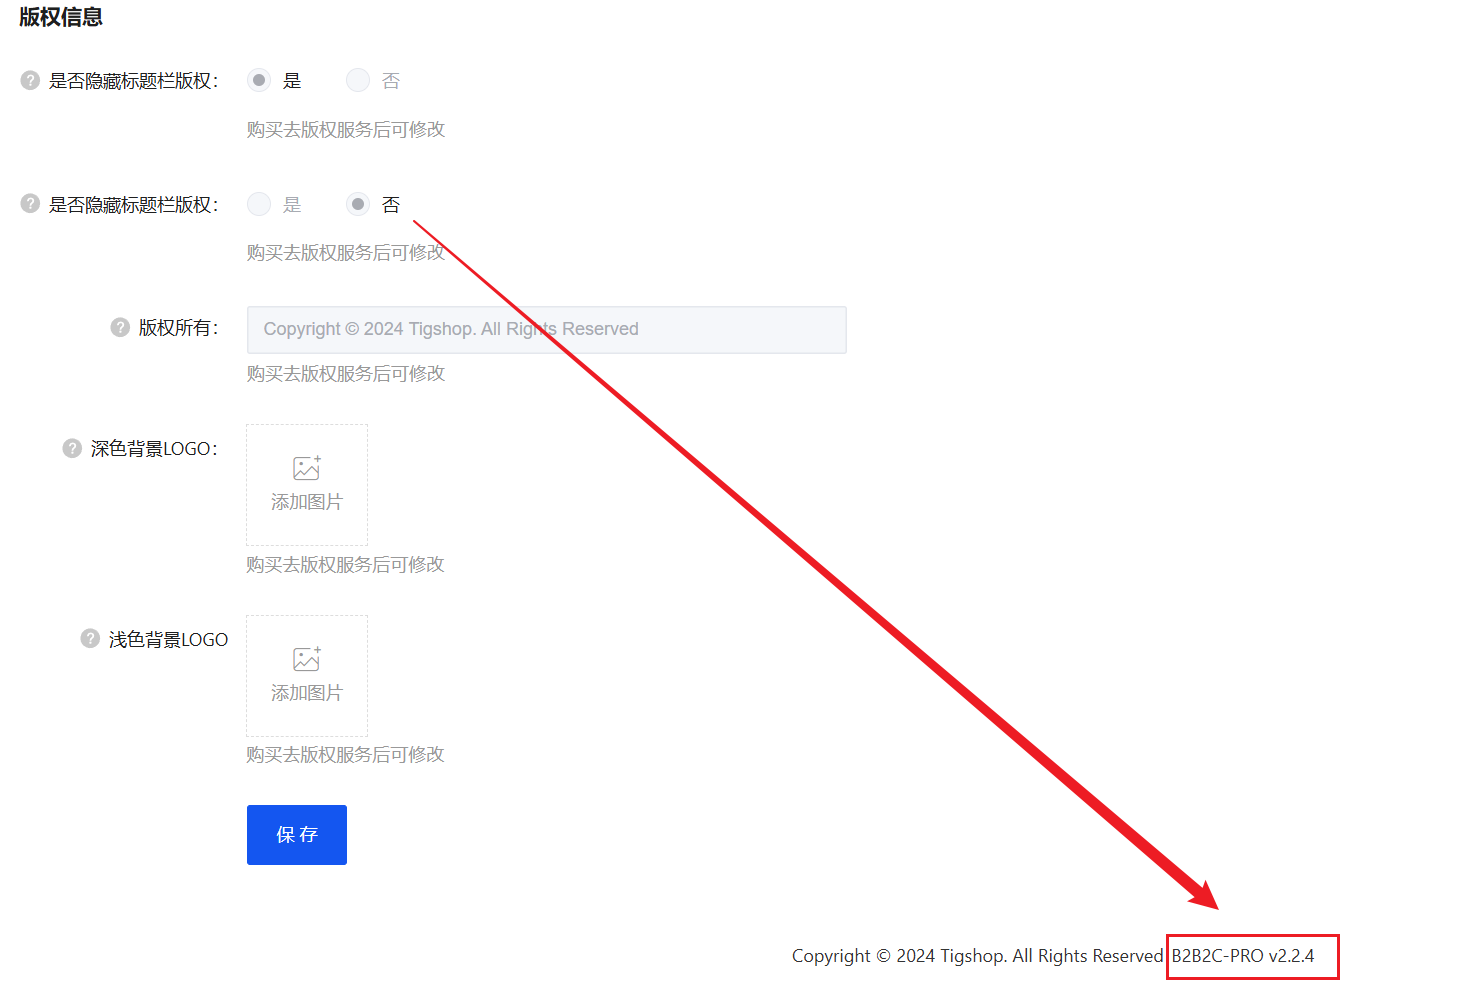 版权信息
是否隐藏标题栏版权： 是 否
购买去版权服务后可修改
是否隐藏标题栏版权： 是 否
购买去版权服务后可修改
版权所有： Copyright © 2024 Tigshop. All Rights Reserved
购买去版权服务后可修改
深色背景LOGO：
添加图片
购买去版权服务后可修改
浅色背景LOGO
添加图片
购买去版权服务后可修改
保 存
Copyright © 2024 Tigshop. All Rights Reserved B2B2C-PRO v2.2.4